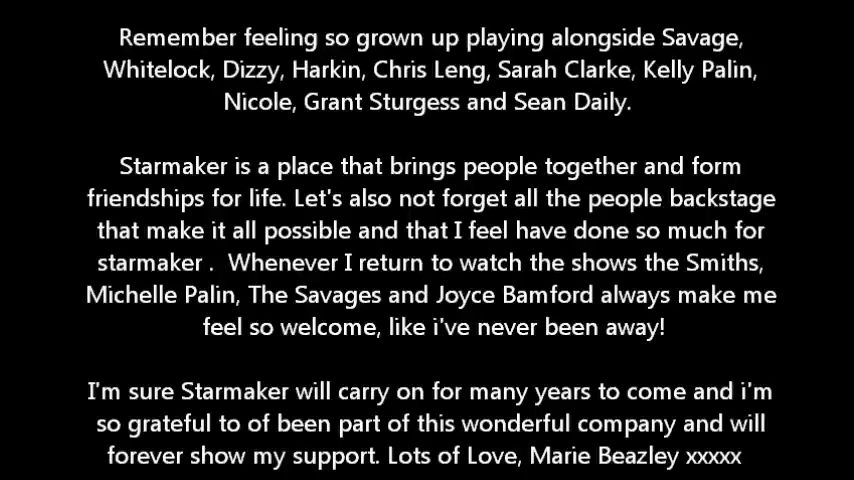 Remember feeling so grown up playing alongside Savage,
Whitelock, Dizzy, Harkin, Chris Leng, Sarah Clarke, Kelly Palin,
Nicole, Grant Sturgess and Sean Daily.
Starmaker is a place that brings people together and form
friendships for life. Let's also not forget all the people backstage
that make it all possible and that I feel have done so much for
starmaker .  Whenever I return to watch the shows the Smiths,
Michelle Palin, The Savages and Joyce Bamford always make me
feel so welcome, like i've never been away!
I'm sure Starmaker will carry on for many years to come and i'm
so grateful to of been part of this wonderful company and will
forever show my support. Lots of Love, Marie Beazley xxxxx